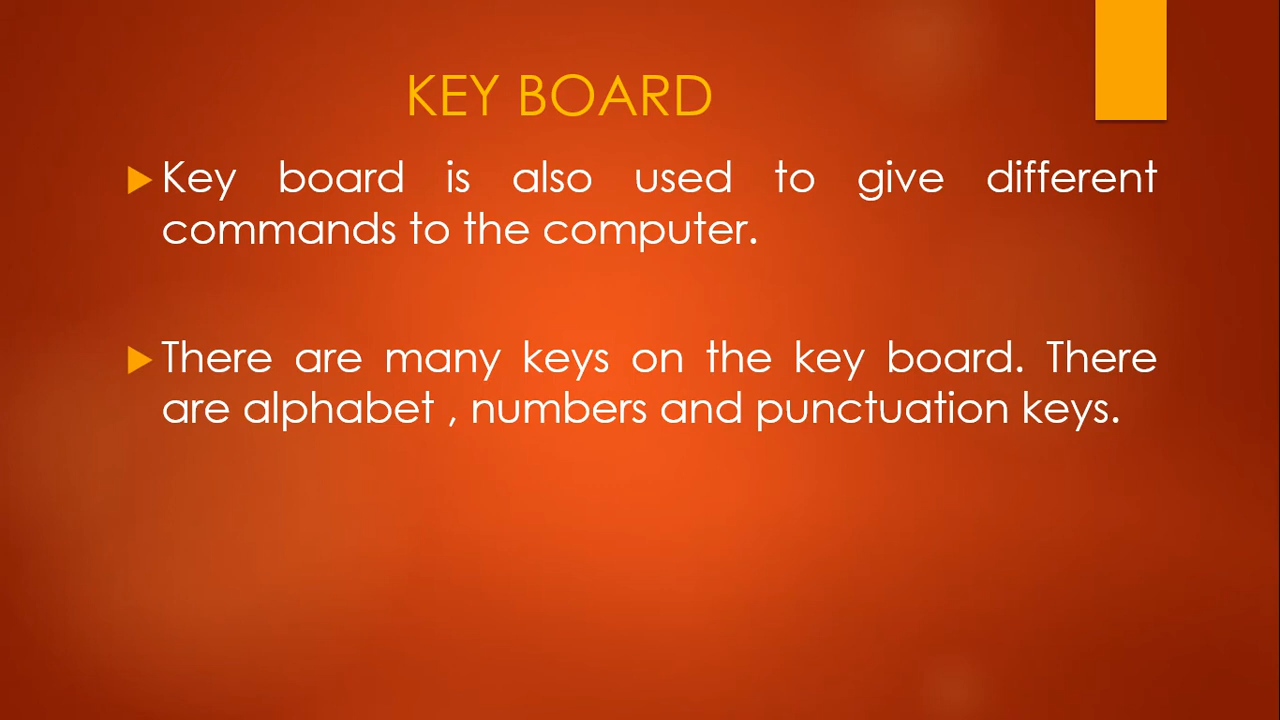 KEY BOARD
Key board is also used to give different
commands to the computer.
There are many keys on the key board. There
are alphabet , numbers and punctuation keys.